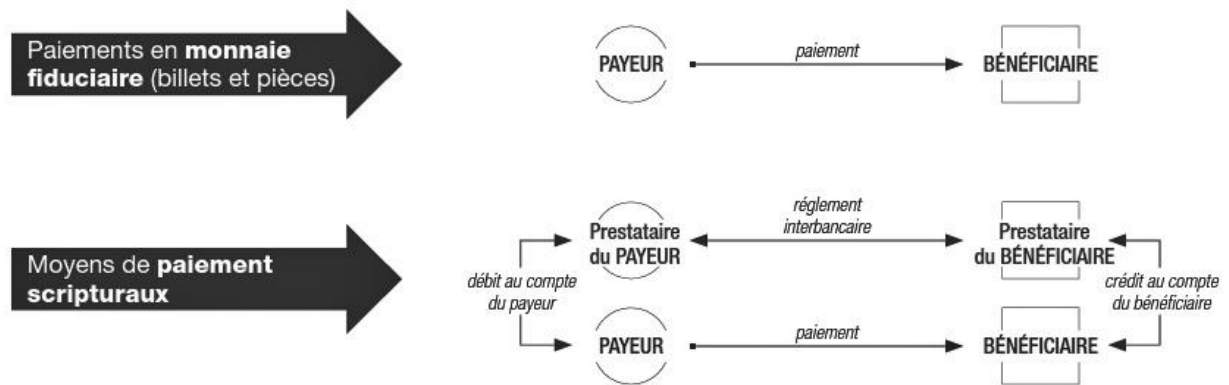 Paiements en monnaie
fiduciaire (billets et pièces)
PAYEUR
paiement
BÉNÉFICIAIRE
Moyens de paiement
scripturaux
Prestataire
du PAYEUR
réglement
interbancaire
Prestataire
du BÉNÉFICIAIRE
débit au compte
du payeur
crédit au compte
du bénéficiaire
PAYEUR
paiement
BÉNÉFICIAIRE